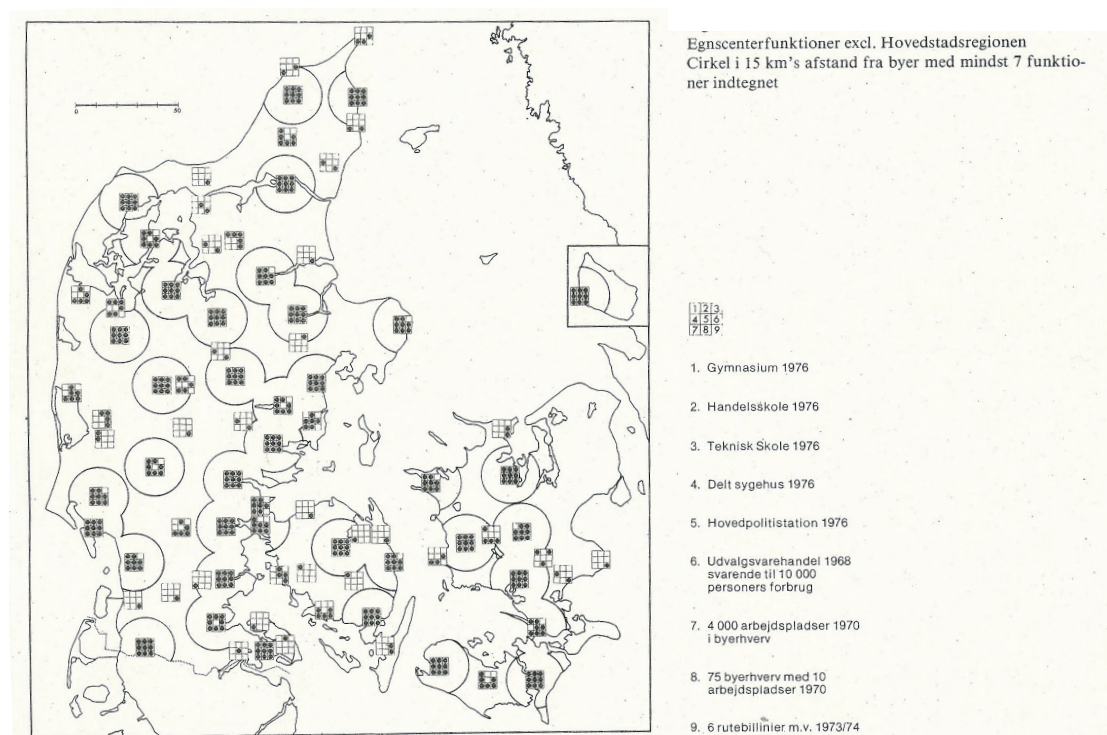 Egnscenterfunktioner excl. Hovedstadsregionen
Cirkel i 15 km's afstand fra byer med mindst 7 funktio-
ner indtegnet
0 50
1 2 3
4 5 6
7 8 9
1. Gymnasium 1976
2. Handelsskole 1976
3. Teknisk Skole 1976
4. Delt sygehus 1976
5. Hovedpolitistation 1976
6. Udvalgsvarehandel 1968
svarende til 10 000
personers forbrug
7. 4 000 arbejdspladser 1970
i byerhverv
8. 75 byerhverv med 10
arbejdspladser 1970
9. 6 rutebillinier m.v. 1973/74